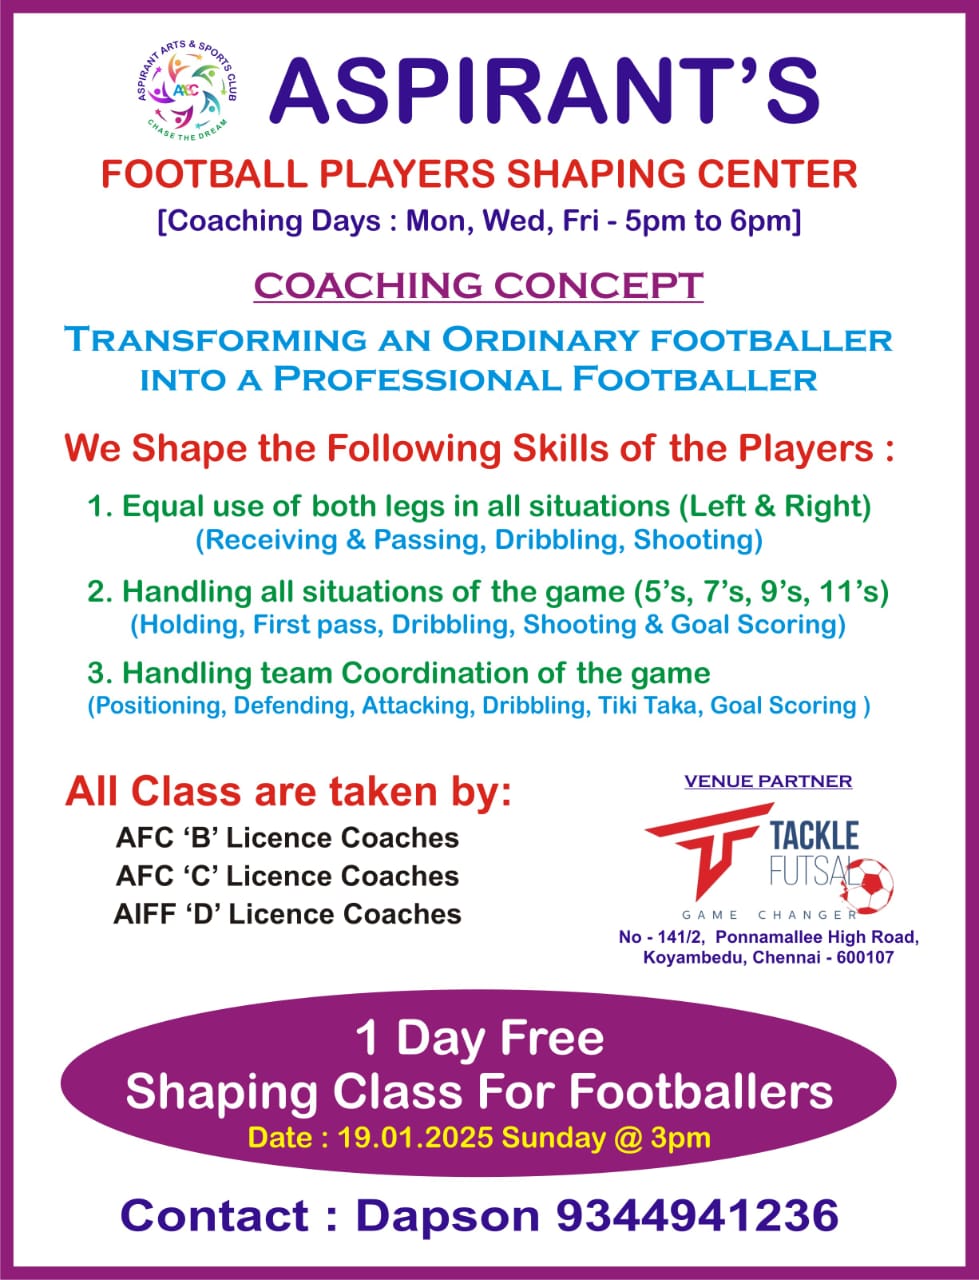 ASPIRANT ARTS & SPORTS CLUB
AASC
CHASE THE DREAM
ASPIRANT'S
FOOTBALL PLAYERS SHAPING CENTER
[Coaching Days : Mon, Wed, Fri - 5pm to 6pm]
COACHING CONCEPT
TRANSFORMING AN ORDINARY FOOTBALLER
INTO A PROFESSIONAL FOOTBALLER
We Shape the Following Skills of the Players :
1. Equal use of both legs in all situations (Left & Right)
(Receiving & Passing, Dribbling, Shooting)
2. Handling all situations of the game (5’s, 7’s, 9’s, 11’s)
(Holding, First pass, Dribbling, Shooting & Goal Scoring)
3. Handling team Coordination of the game
(Positioning, Defending, Attacking, Dribbling, Tiki Taka, Goal Scoring )
All Class are taken by:
AFC ‘B’ Licence Coaches
AFC ‘C’ Licence Coaches
AIFF ‘D’ Licence Coaches
VENUE PARTNER
TACKLE
FUTSAL
GAME CHANGER
No - 141/2, Ponnamallee High Road,
Koyambedu, Chennai - 600107
1 Day Free
Shaping Class For Footballers
Date : 19.01.2025 Sunday @ 3pm
Contact : Dapson 9344941236